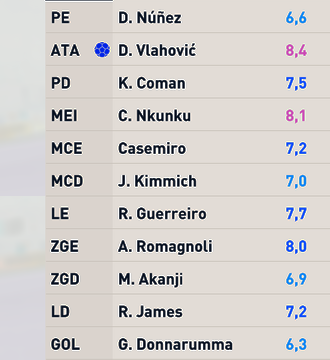 PE D. Núñez 6,6
ATA D. Vlahović 8,4
PD K. Coman 7,5
MEI C. Nkunku 8,1
MCE Casemiro 7,2
MCD J. Kimmich 7,0
LE R. Guerreiro 7,7
ZGE A. Romagnoli 8,0
ZGD M. Akanji 6,9
LD R. James 7,2
GOL G. Donnarumma 6,3